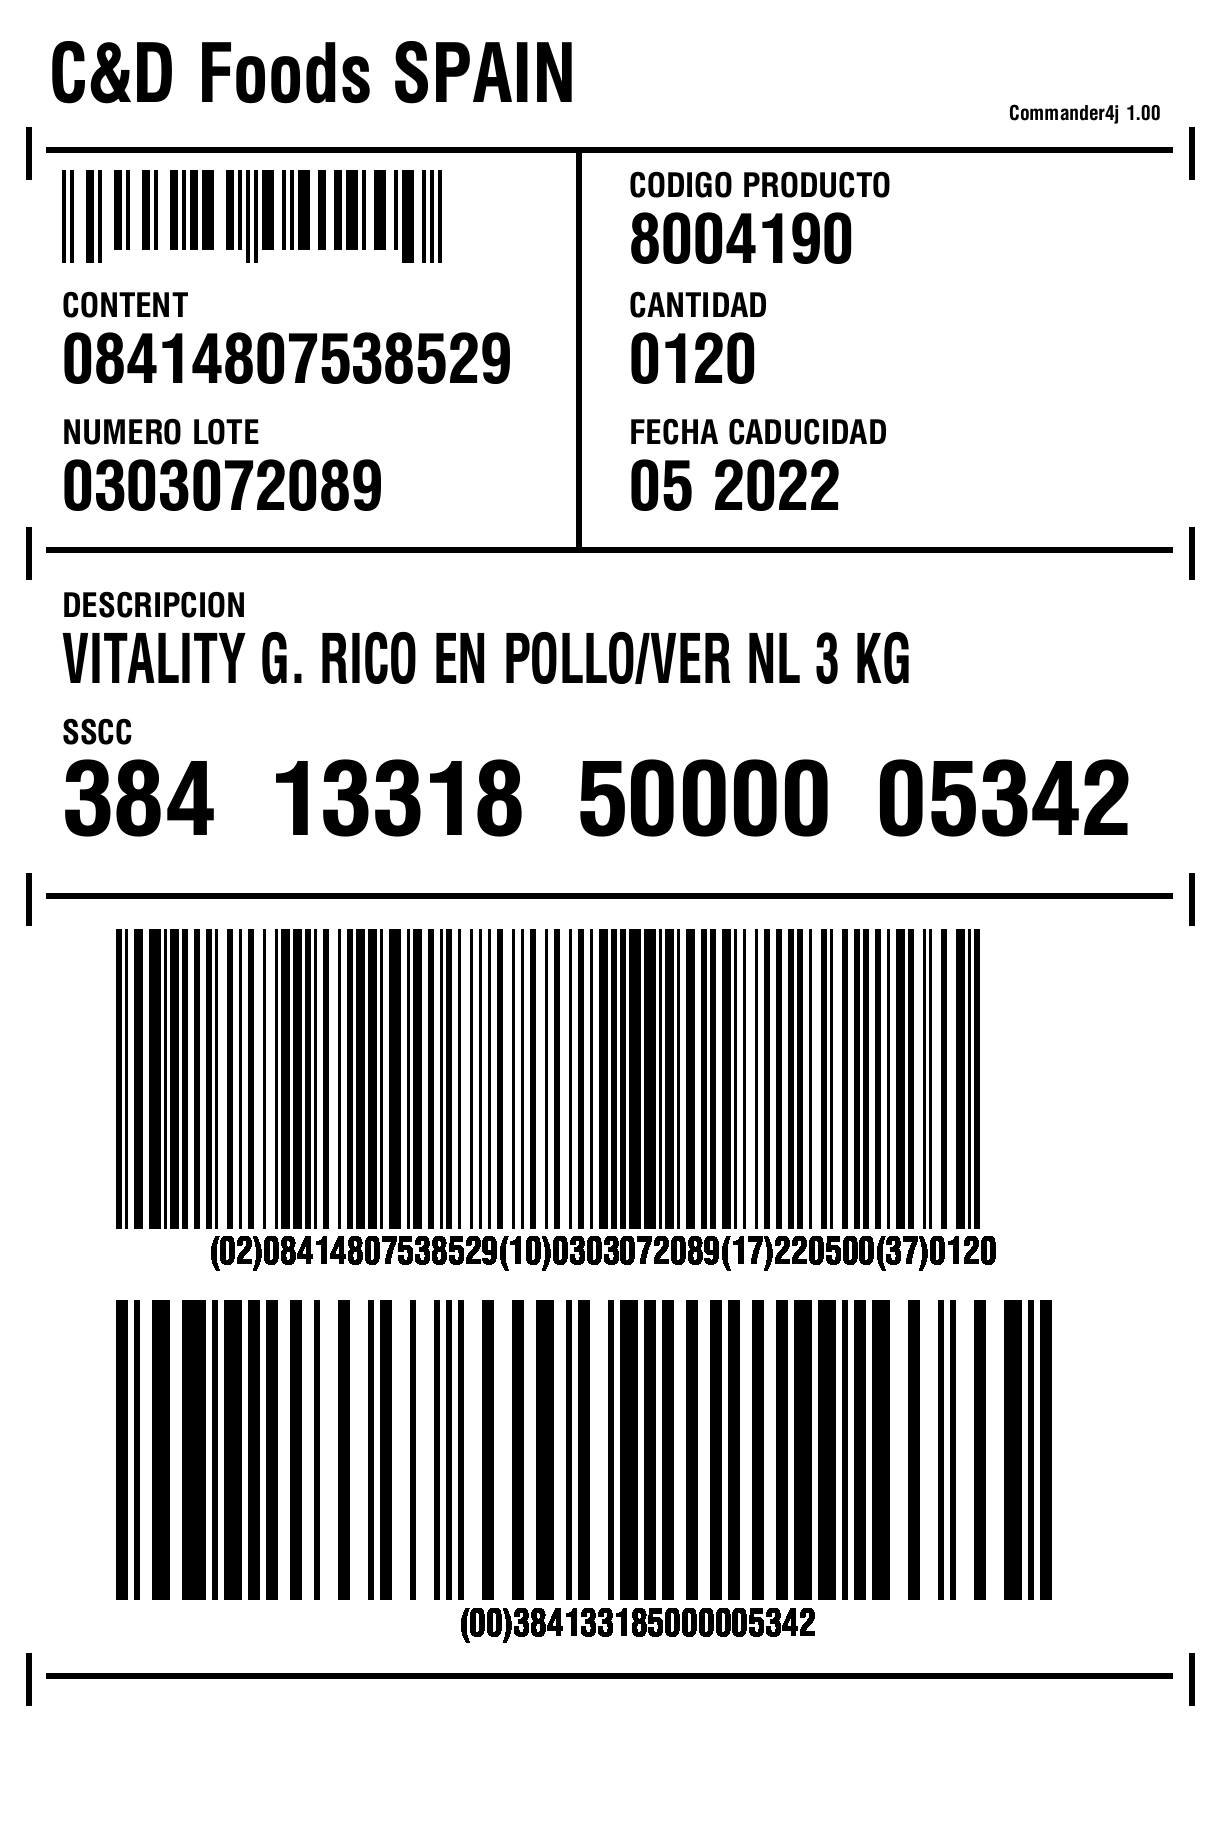 C&D Foods SPAIN
Commander4j 1.00
CODIGO PRODUCTO
8004190
CONTENT
08414807538529
CANTIDAD
0120
NUMERO LOTE
0303072089
FECHA CADUCIDAD
05 2022
DESCRIPCION
VITALITY G. RICO EN POLLO/VER NL 3 KG
SSCC
384 13318 50000 05342
(02)08414807538529(10)0303072089(17)220500(37)0120
(00)384133185000005342